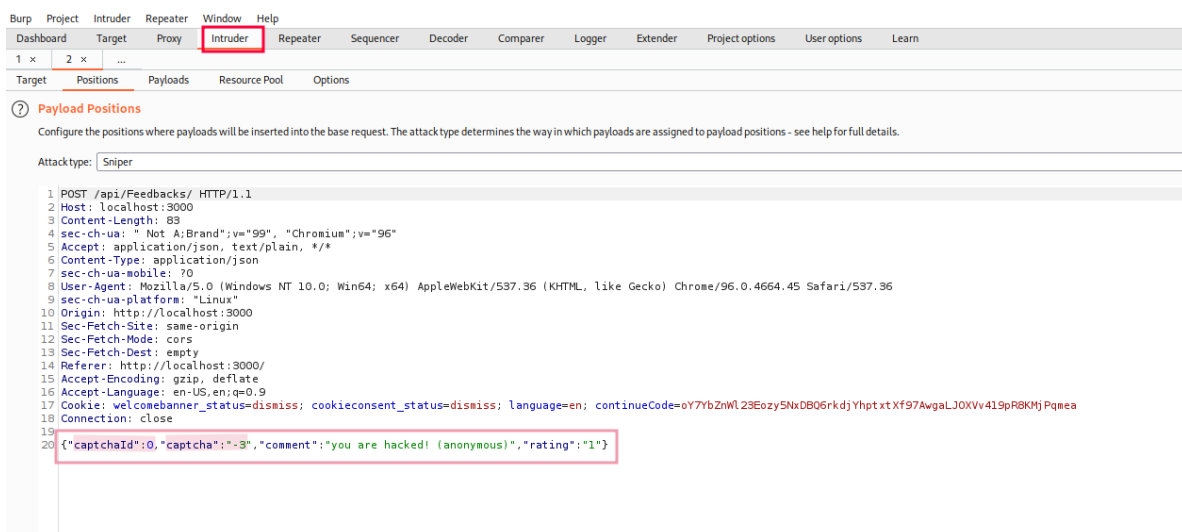 Burp Project Intruder Repeater Window Help
Dashboard Target Proxy Intruder Repeater Sequencer Decoder Comparer Logger Extender Project options User options Learn
1 × 2 × ...
Target Positions Payloads Resource Pool Options
? Payload Positions
Configure the positions where payloads will be inserted into the base request. The attack type determines the way in which payloads are assigned to payload positions - see help for full details.
Attack type: Sniper
1 POST /api/Feedbacks/ HTTP/1.1
2 Host: localhost:3000
3 Content-Length: 83
4 sec-ch-ua: " Not A;Brand";v="99", "Chromium";v="96"
5 Accept: application/json, text/plain, */*
6 Content-Type: application/json
7 sec-ch-ua-mobile: ?0
8 User-Agent: Mozilla/5.0 (Windows NT 10.0; Win64; x64) AppleWebKit/537.36 (KHTML, like Gecko) Chrome/96.0.4664.45 Safari/537.36
9 sec-ch-ua-platform: "Linux"
10 Origin: http://localhost:3000
11 Sec-Fetch-Site: same-origin
12 Sec-Fetch-Mode: cors
13 Sec-Fetch-Dest: empty
14 Referer: http://localhost:3000/
15 Accept-Encoding: gzip, deflate
16 Accept-Language: en-US,en;q=0.9
17 Cookie: welcomebanner_status=dismiss; cookieconsent_status=dismiss; language=en; continueCode=oY7YbZnWl23Eozy5NxDBQ6rkdjYhptxtXf97AwgaLJOXVv4l9pR8KMjPqmea
18 Connection: close
19
20 {"captchaId":0,"captcha":"-3","comment":"you are hacked! (anonymous)","rating":"1"}